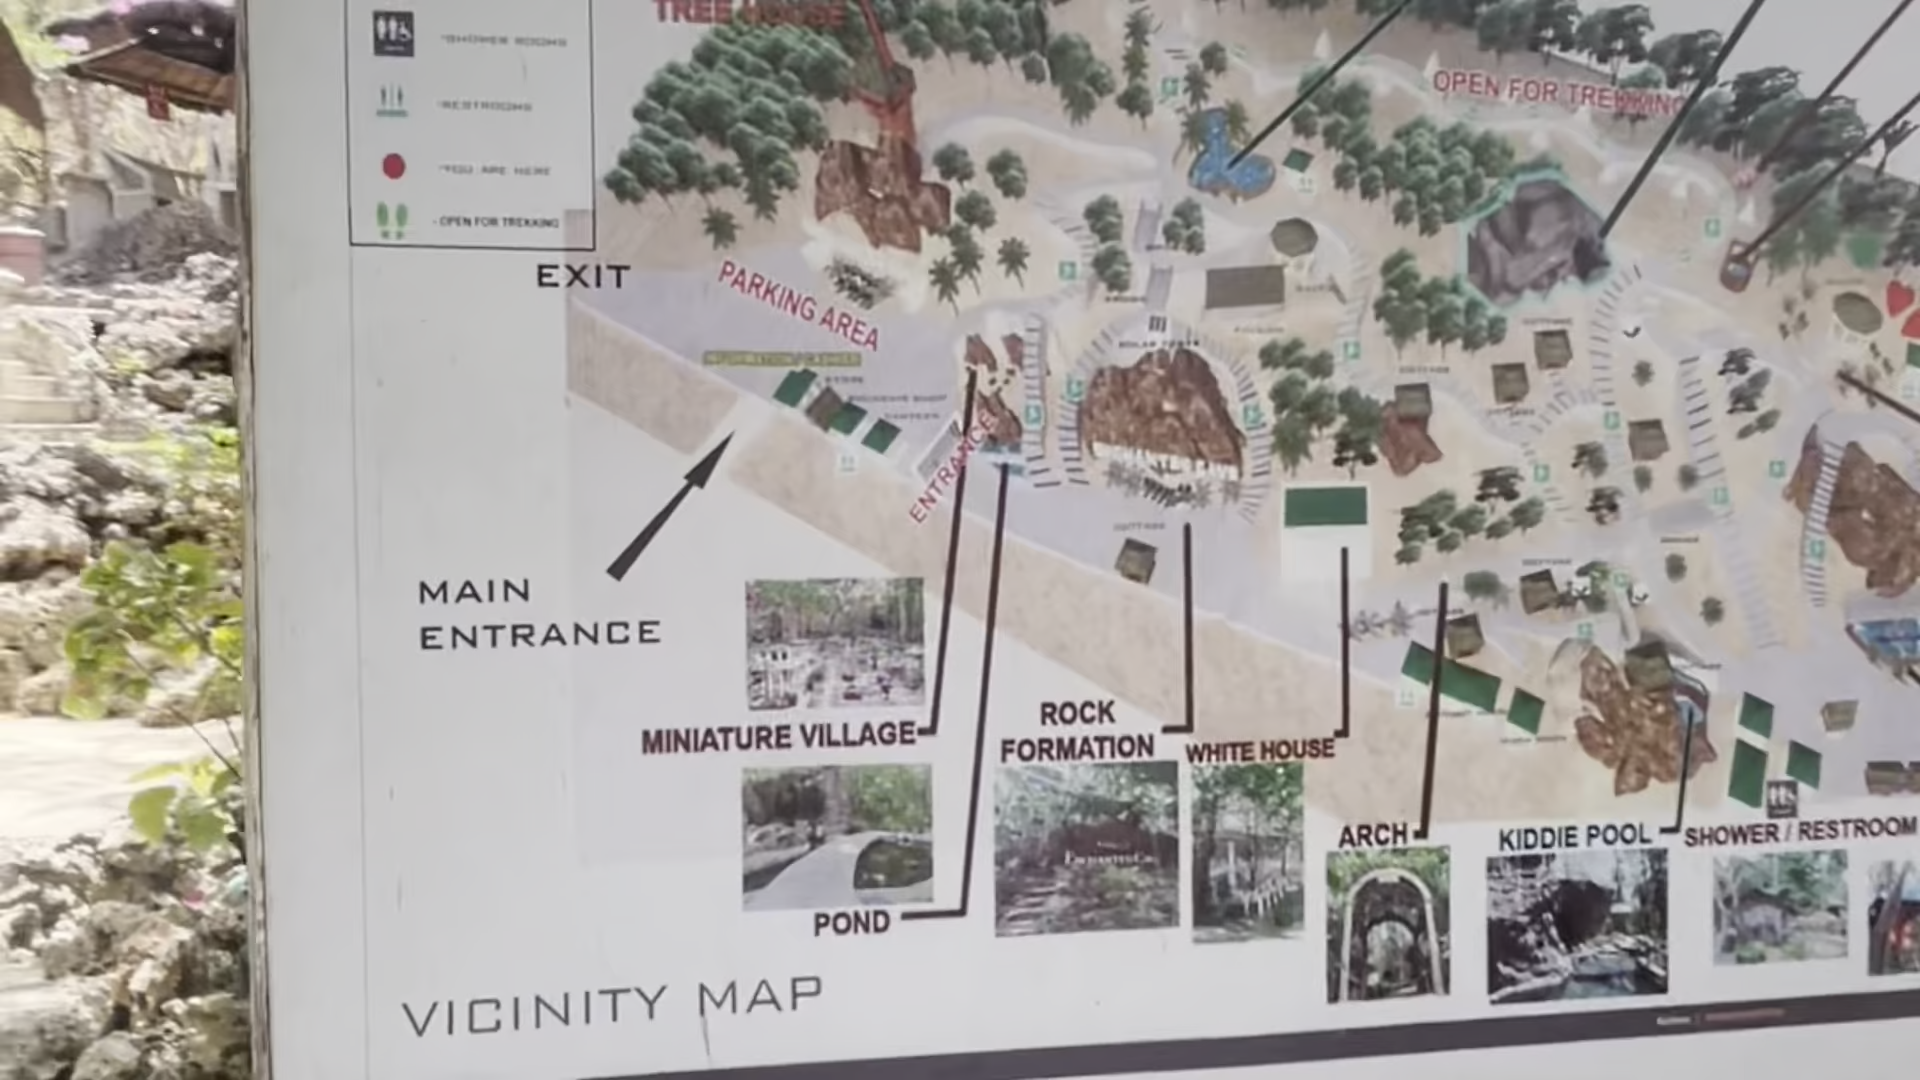 TREE HOUSE
- SHOWER ROOMS
- RESTROOMS
- YOU ARE HERE
- OPEN FOR TREKKING
OPEN FOR TREKKING
EXIT
PARKING AREA
ENTRANCE
MAIN
ENTRANCE
MINIATURE VILLAGE
ROCK
FORMATION
WHITE HOUSE
ARCH
KIDDIE POOL
SHOWER / RESTROOM
POND
VICINITY MAP